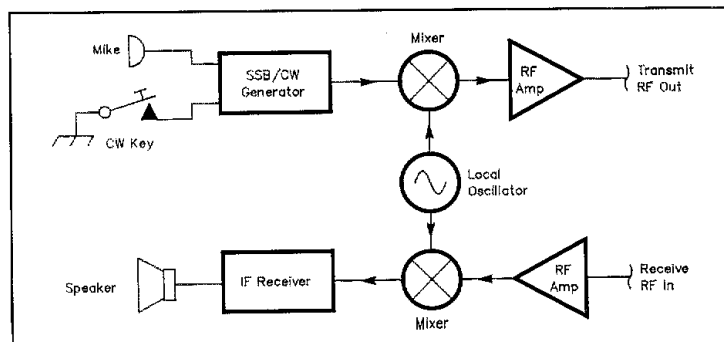 Mike
SSB/CW
Generator
CW Key
Mixer
RF
Amp
Transmit
RF Out
Local
Oscillator
Speaker
IF Receiver
Mixer
RF
Amp
Receive
RF In